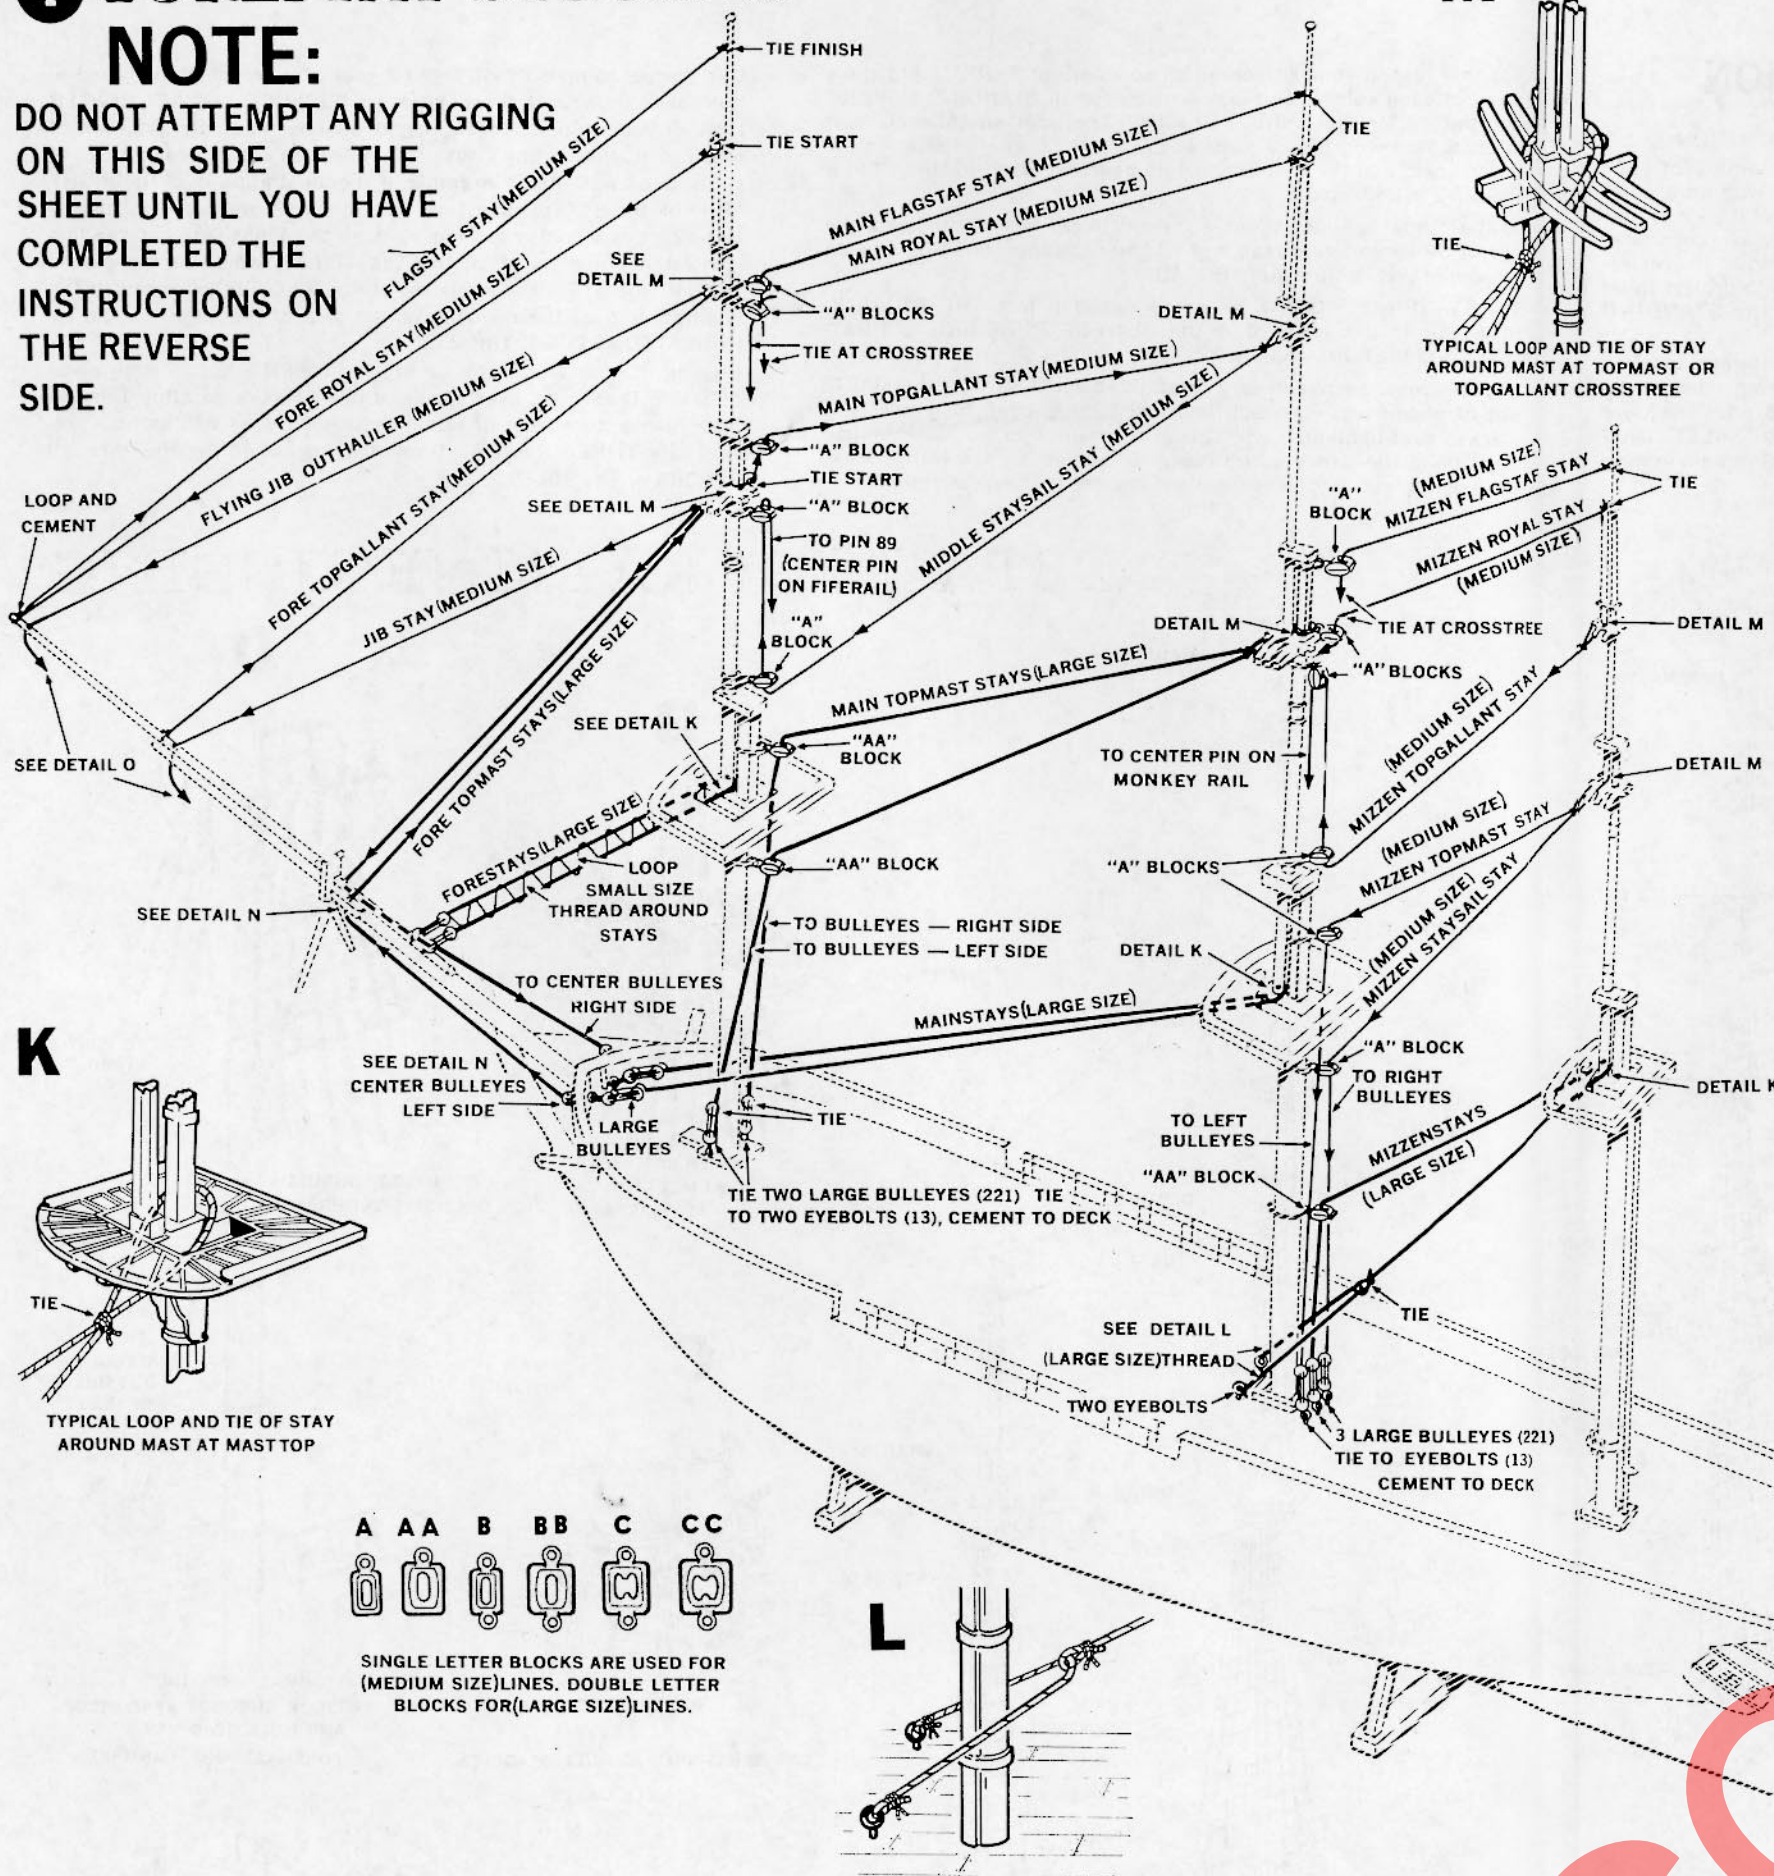 NOTE:
DO NOT ATTEMPT ANY RIGGING
ON THIS SIDE OF THE
SHEET UNTIL YOU HAVE
COMPLETED THE
INSTRUCTIONS ON
THE REVERSE
SIDE.
TIE FINISH
TIE START
FLAGSTAF STAY (MEDIUM SIZE)
FORE ROYAL STAY (MEDIUM SIZE)
FLYING JIB OUTHAULER (MEDIUM SIZE)
FORE TOPGALLANT STAY (MEDIUM SIZE)
JIB STAY (MEDIUM SIZE)
FORE TOPMAST STAYS (LARGE SIZE)
FORESTAYS (LARGE SIZE)
LOOP AND
CEMENT
SEE DETAIL O
SEE DETAIL N
SEE
DETAIL M
"A" BLOCKS
TIE AT CROSSTREE
MAIN FLAGSTAF STAY (MEDIUM SIZE)
MAIN ROYAL STAY (MEDIUM SIZE)
TIE
DETAIL M
MAIN TOPGALLANT STAY (MEDIUM SIZE)
"A" BLOCK
TIE START
SEE DETAIL M
"A" BLOCK
TO PIN 89
(CENTER PIN
ON FIFERAIL)
"A"
BLOCK
MIDDLE STAYSAIL STAY (MEDIUM SIZE)
TIE
TYPICAL LOOP AND TIE OF STAY
AROUND MAST AT TOPMAST OR
TOPGALLANT CROSSTREE
"A"
BLOCK
(MEDIUM SIZE)
MIZZEN FLAGSTAF STAY
TIE
MIZZEN ROYAL STAY
(MEDIUM SIZE)
DETAIL M
TIE AT CROSSTREE
DETAIL M
"A" BLOCKS
MAIN TOPMAST STAYS (LARGE SIZE)
SEE DETAIL K
"AA"
BLOCK
TO CENTER PIN ON
MONKEY RAIL
(MEDIUM SIZE)
MIZZEN TOPGALLANT STAY
DETAIL M
(MEDIUM SIZE)
MIZZEN TOPMAST STAY
"A" BLOCKS
(MEDIUM SIZE)
MIZZEN STAYSAIL STAY
"AA" BLOCK
LOOP
SMALL SIZE
THREAD AROUND
STAYS
TO BULLEYES — RIGHT SIDE
TO BULLEYES — LEFT SIDE
DETAIL K
TO CENTER BULLEYES
RIGHT SIDE
MAINSTAYS (LARGE SIZE)
SEE DETAIL N
CENTER BULLEYES
LEFT SIDE
LARGE
BULLEYES
TIE
"A" BLOCK
TO RIGHT
BULLEYES
DETAIL K
TO LEFT
BULLEYES
MIZZENSTAYS
(LARGE SIZE)
"AA" BLOCK
TIE TWO LARGE BULLEYES (221) TIE
TO TWO EYEBOLTS (13), CEMENT TO DECK
TIE
SEE DETAIL L
(LARGE SIZE) THREAD
TWO EYEBOLTS
3 LARGE BULLEYES (221)
TIE TO EYEBOLTS (13)
CEMENT TO DECK
K
TIE
TYPICAL LOOP AND TIE OF STAY
AROUND MAST AT MAST TOP
A AA B BB C CC
SINGLE LETTER BLOCKS ARE USED FOR
(MEDIUM SIZE) LINES. DOUBLE LETTER
BLOCKS FOR (LARGE SIZE) LINES.
L